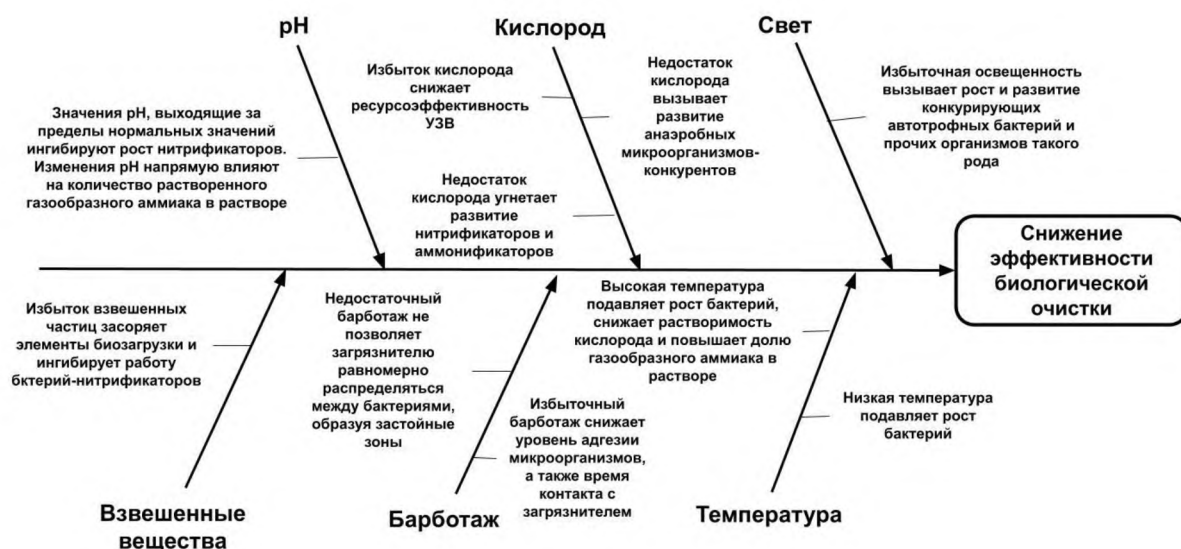 pH
Кислород
Свет
Значения pH, выходящие за
пределы нормальных значений
ингибируют рост нитрификаторов.
Изменения pH напрямую влияют
на количество растворенного
газообразного аммиака в растворе
Избыток кислорода
снижает
ресурсоэффективность
УЗВ
Недостаток
кислорода угнетает
развитие
нитрификаторов и
аммонификаторов
Недостаток
кислорода
вызывает
развитие
анаэробных
микроорганизмов-
конкурентов
Избыточная освещенность
вызывает рост и развитие
конкурирующих
автотрофных бактерий и
прочих организмов такого
рода
Снижение
эффективности
биологической
очистки
Избыток взвешенных
частиц засоряет
элементы биозагрузки и
ингибирует работу
бктерий-нитрификаторов
Недостаточный
барботаж не
позволяет
загрязнителю
равномерно
распределяться
между бактериями,
образуя застойные
зоны
Избыточный
барботаж снижает
уровень адгезии
микроорганизмов,
а также время
контакта с
загрязнителем
Высокая температура
подавляет рост бактерий,
снижает растворимость
кислорода и повышает долю
газообразного аммиака в
растворе
Низкая температура
подавляет рост
бактерий
Взвешенные
вещества
Барботаж
Температура